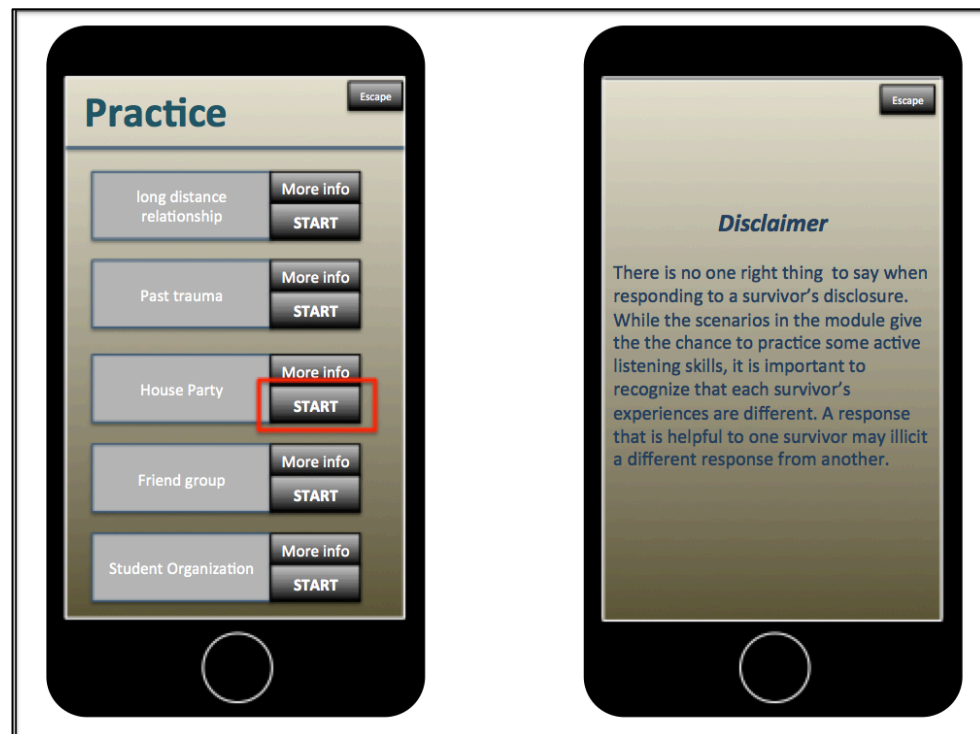 Escape
Practice
long distance
relationship
More info
START
Past trauma
More info
START
House Party
More info
START
Friend group
More info
START
Student Organization
More info
START
Escape
Disclaimer
There is no one right thing to say when
responding to a survivor’s disclosure.
While the scenarios in the module give
the the chance to practice some active
listening skills, it is important to
recognize that each survivor’s
experiences are different. A response
that is helpful to one survivor may illicit
a different response from another.